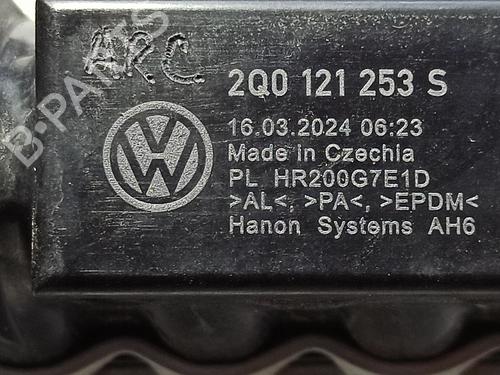 ARC
2Q0 121 253 S
16.03.2024 06:23
Made in Czechia
PL HR200G7E1D
>AL<, >PA<, >EPDM<
Hanon Systems AH6
B-PARTS